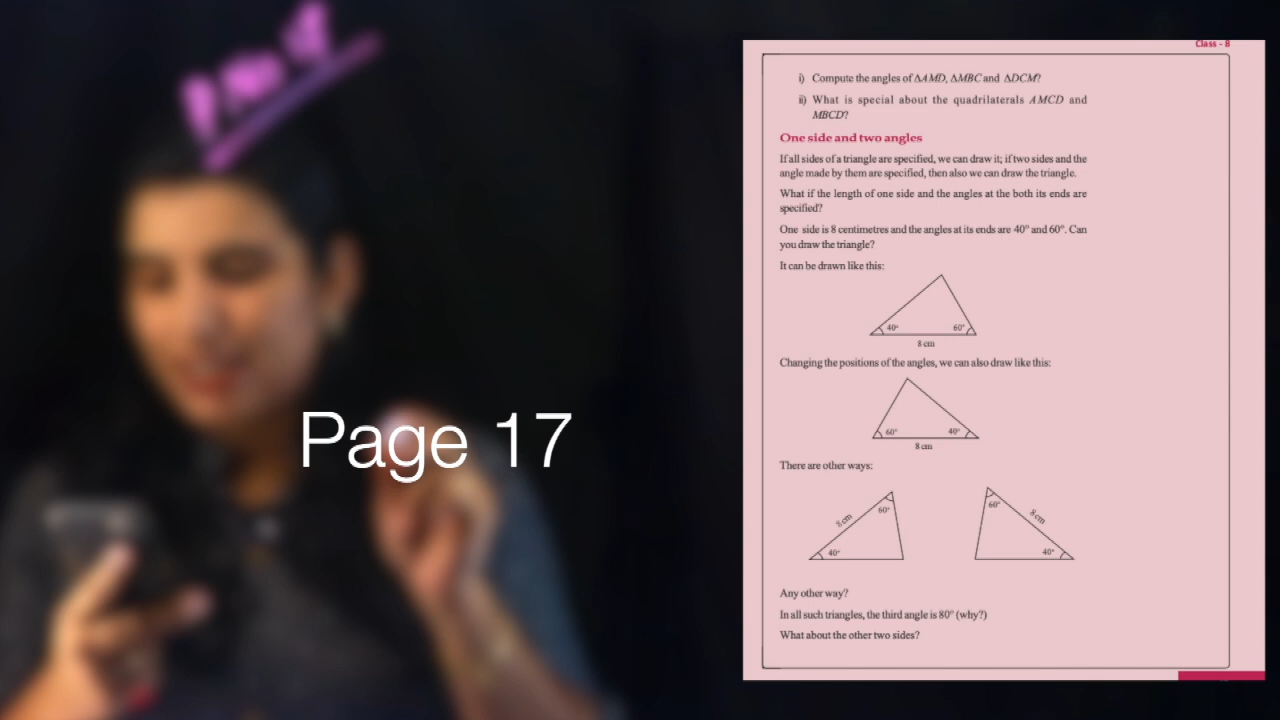 Page 17
Class - 8
i) Compute the angles of ΔAMD, ΔMBC and ΔDCM?
ii) What is special about the quadrilaterals AMCD and
MBCD?
One side and two angles
If all sides of a triangle are specified, we can draw it; if two sides and the
angle made by them are specified, then also we can draw the triangle.
What if the length of one side and the angles at the both its ends are
specified?
One side is 8 centimetres and the angles at its ends are 40° and 60°. Can
you draw the triangle?
It can be drawn like this:
40° 60°
8 cm
Changing the positions of the angles, we can also draw like this:
60° 40°
8 cm
There are other ways:
8 cm 60° 60° 8 cm
40° 40°
Any other way?
In all such triangles, the third angle is 80° (why?)
What about the other two sides?